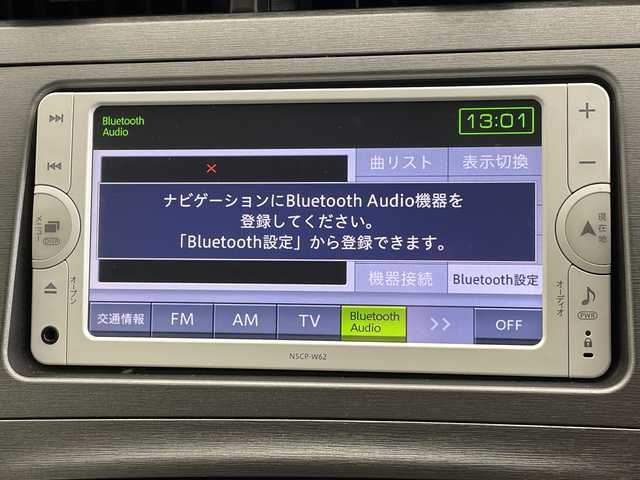 Bluetooth
Audio
13:01
曲リスト
表示切換
ナビゲーションにBluetooth Audio機器を
登録してください。
「Bluetooth設定」から登録できます。
機器接続
Bluetooth設定
交通情報
FM
AM
TV
Bluetooth
Audio
>>
OFF
メニュー
DISP
オープン
現在地
オーディオ
PWR
NSCP-W62